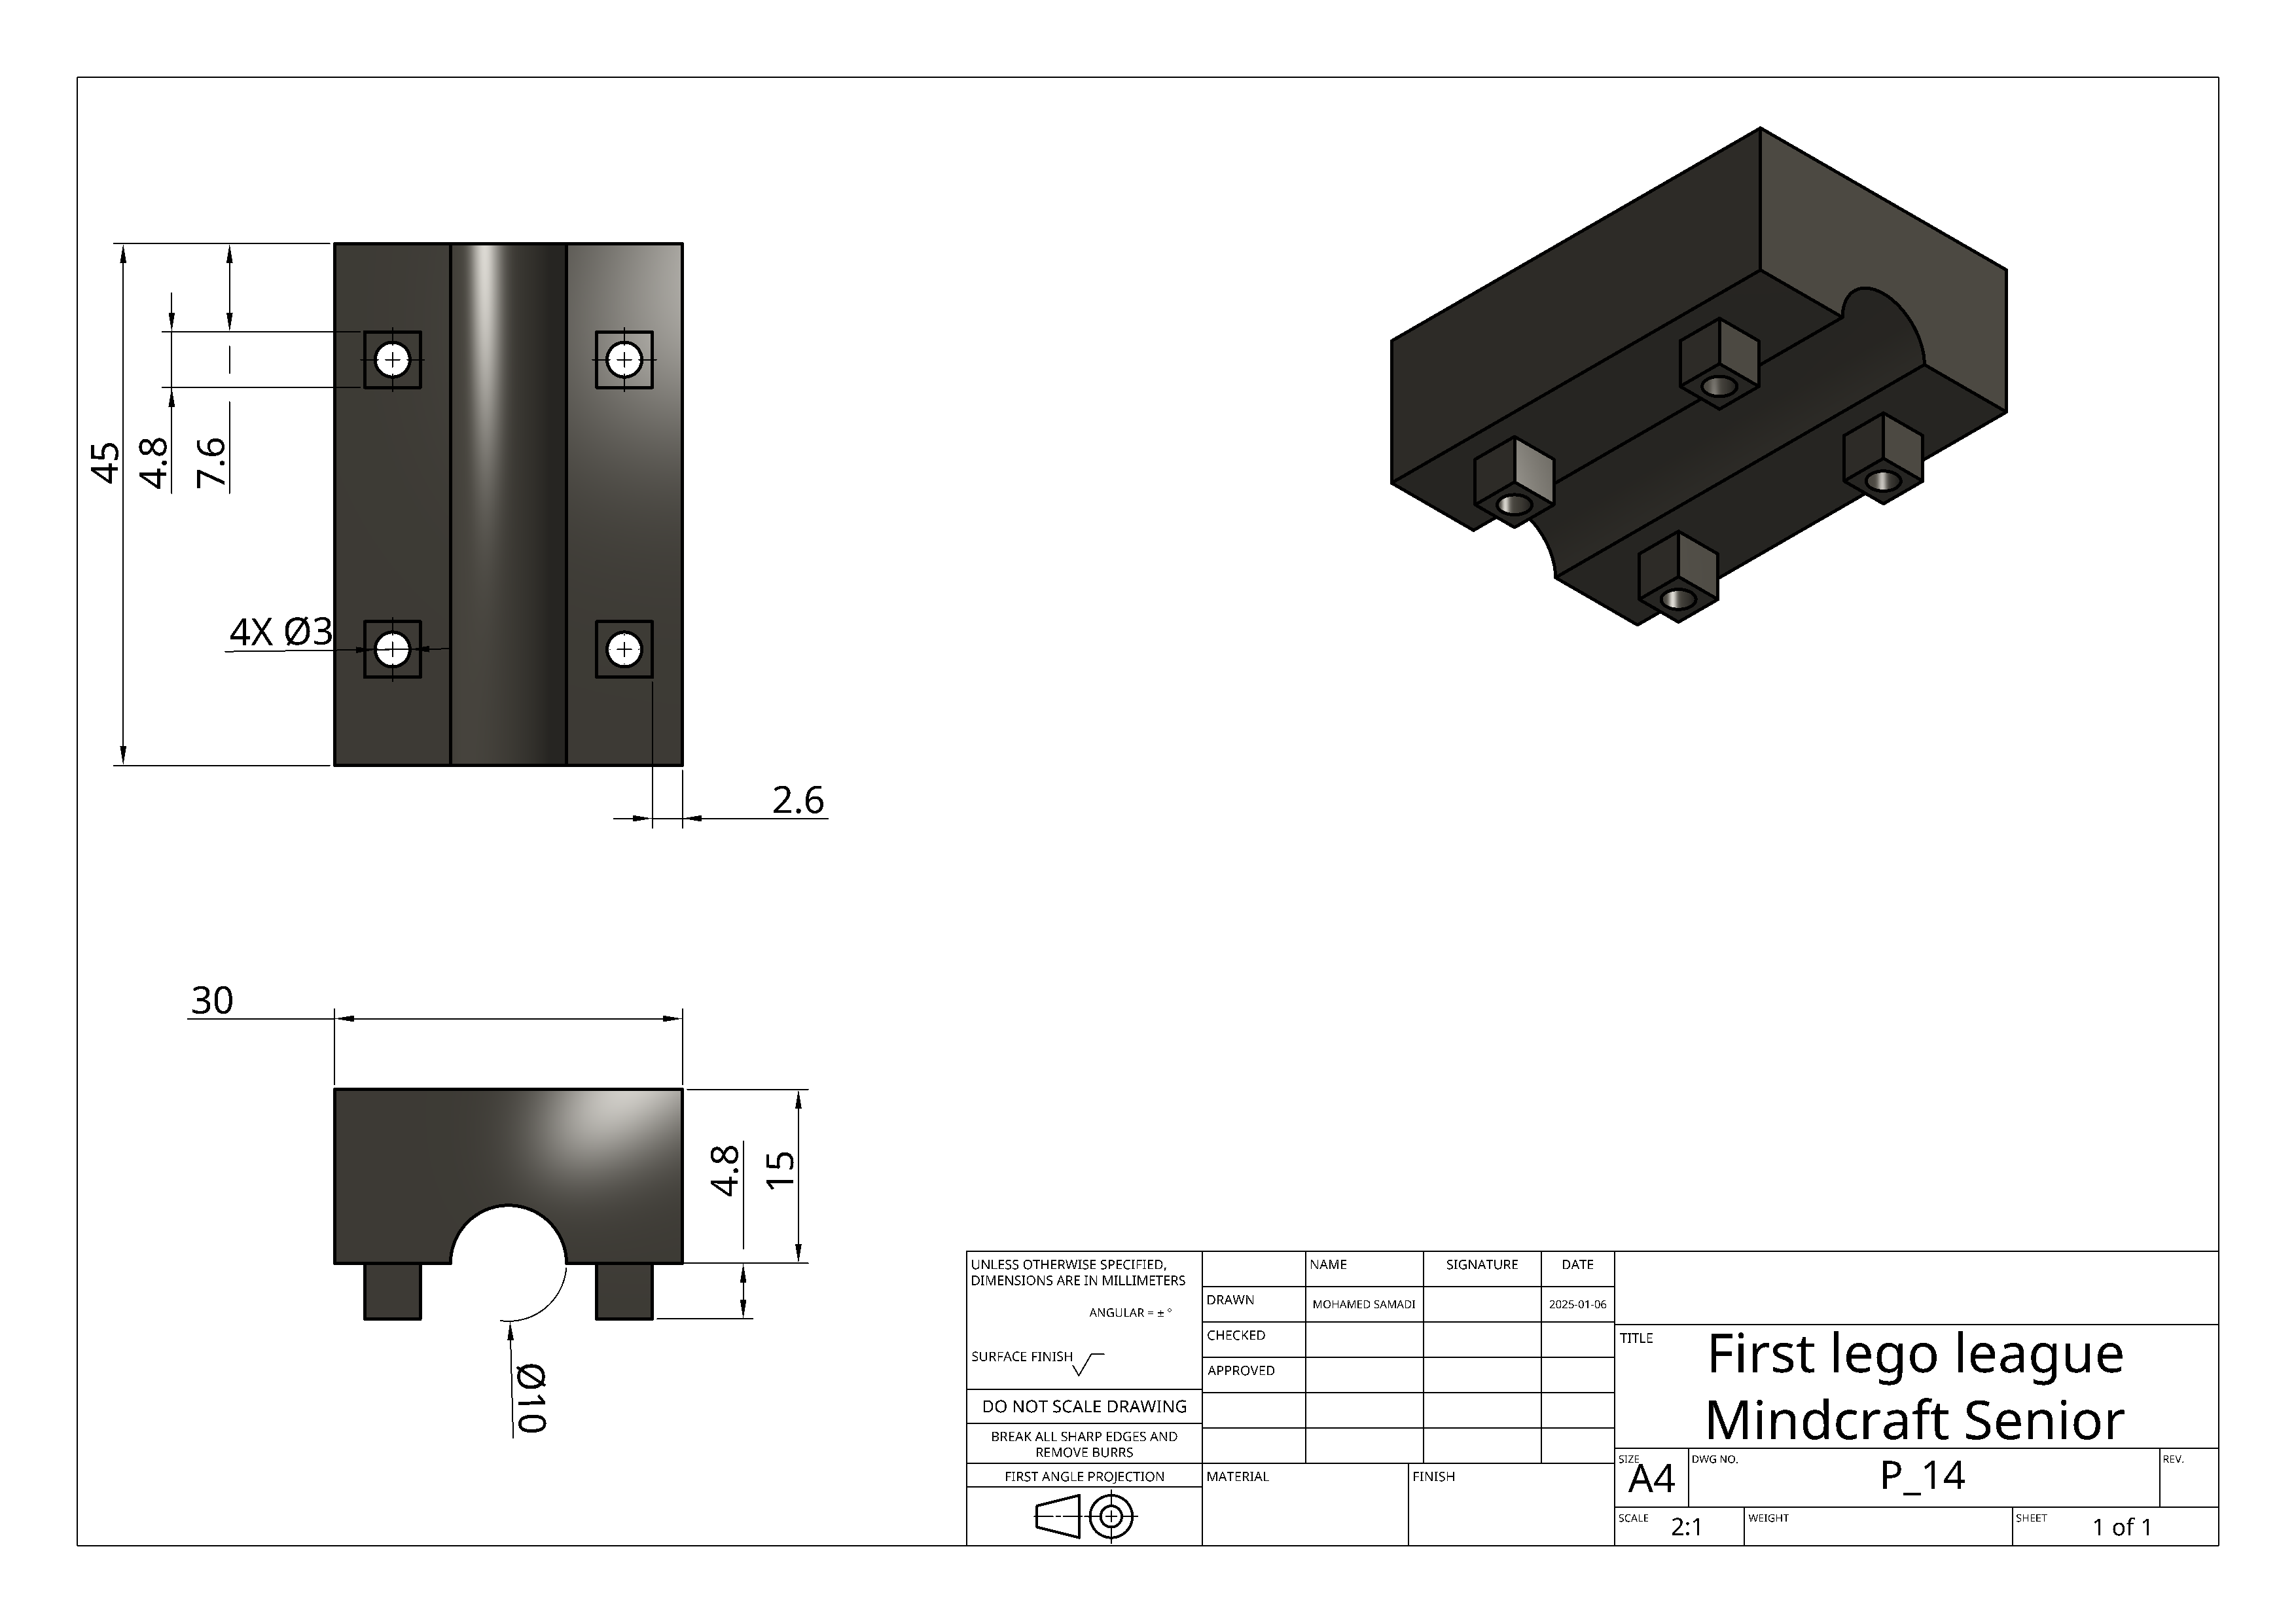 45
4.8
7.6
4X Ø3
2.6
30
4.8
15
Ø10
UNLESS OTHERWISE SPECIFIED,
DIMENSIONS ARE IN MILLIMETERS
ANGULAR = ± °
SURFACE FINISH
DO NOT SCALE DRAWING
BREAK ALL SHARP EDGES AND
REMOVE BURRS
FIRST ANGLE PROJECTION
NAME SIGNATURE DATE
DRAWN MOHAMED SAMADI 2025-01-06
CHECKED
APPROVED
MATERIAL FINISH
TITLE
First lego league
Mindcraft Senior
SIZE A4 DWG NO. P_14 REV.
SCALE 2:1 WEIGHT SHEET 1 of 1